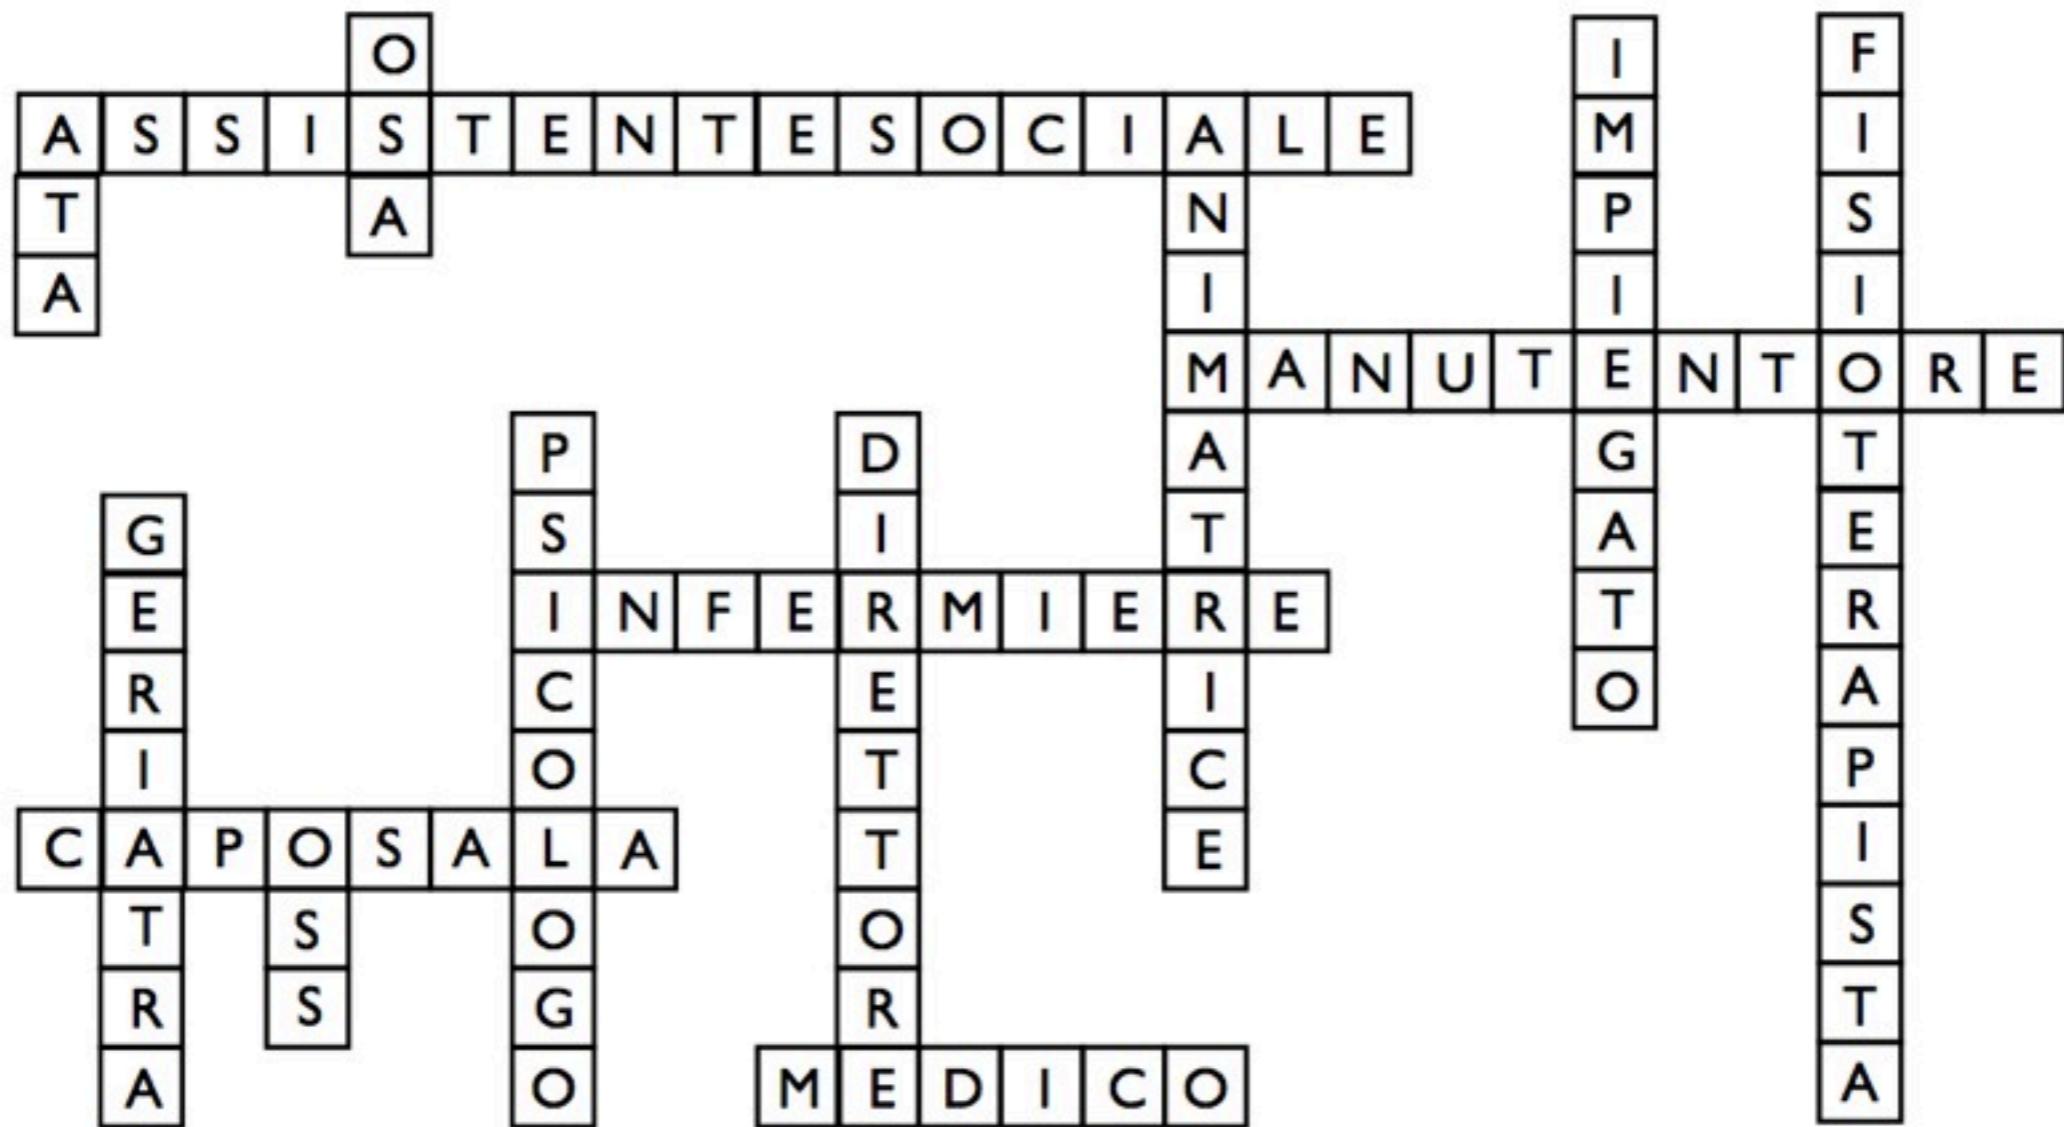 OSA
IMPIEGATO
FISIOTERAPISTA
ASSISTENTESOCIALE
ATA
ANIMATRICE
MANUTENTORE
PSICOLOGO
DIRETTORE
GERIATRA
INFERMIERE
CAPOSALA
OSS
MEDICO